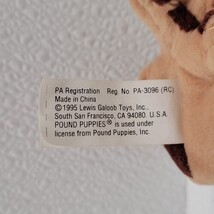 PA Registration Reg No PA-3096 (RC)
Made in China
©1995 Lewis Galoob Toys, Inc.
South San Francisco, CA 94080. U.S.A.
POUND PUPPIES® is used under
license from Pound Puppies, Inc.